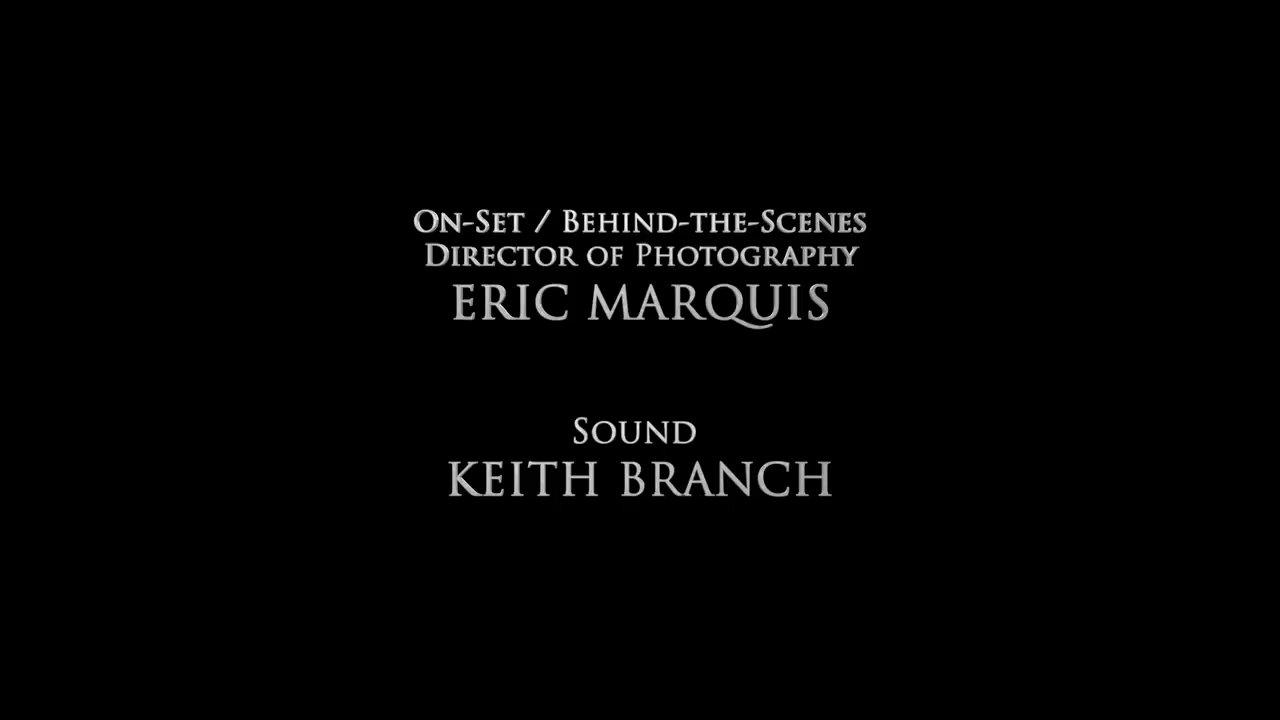 On-Set / Behind-the-Scenes
Director of Photography
ERIC MARQUIS
Sound
KEITH BRANCH